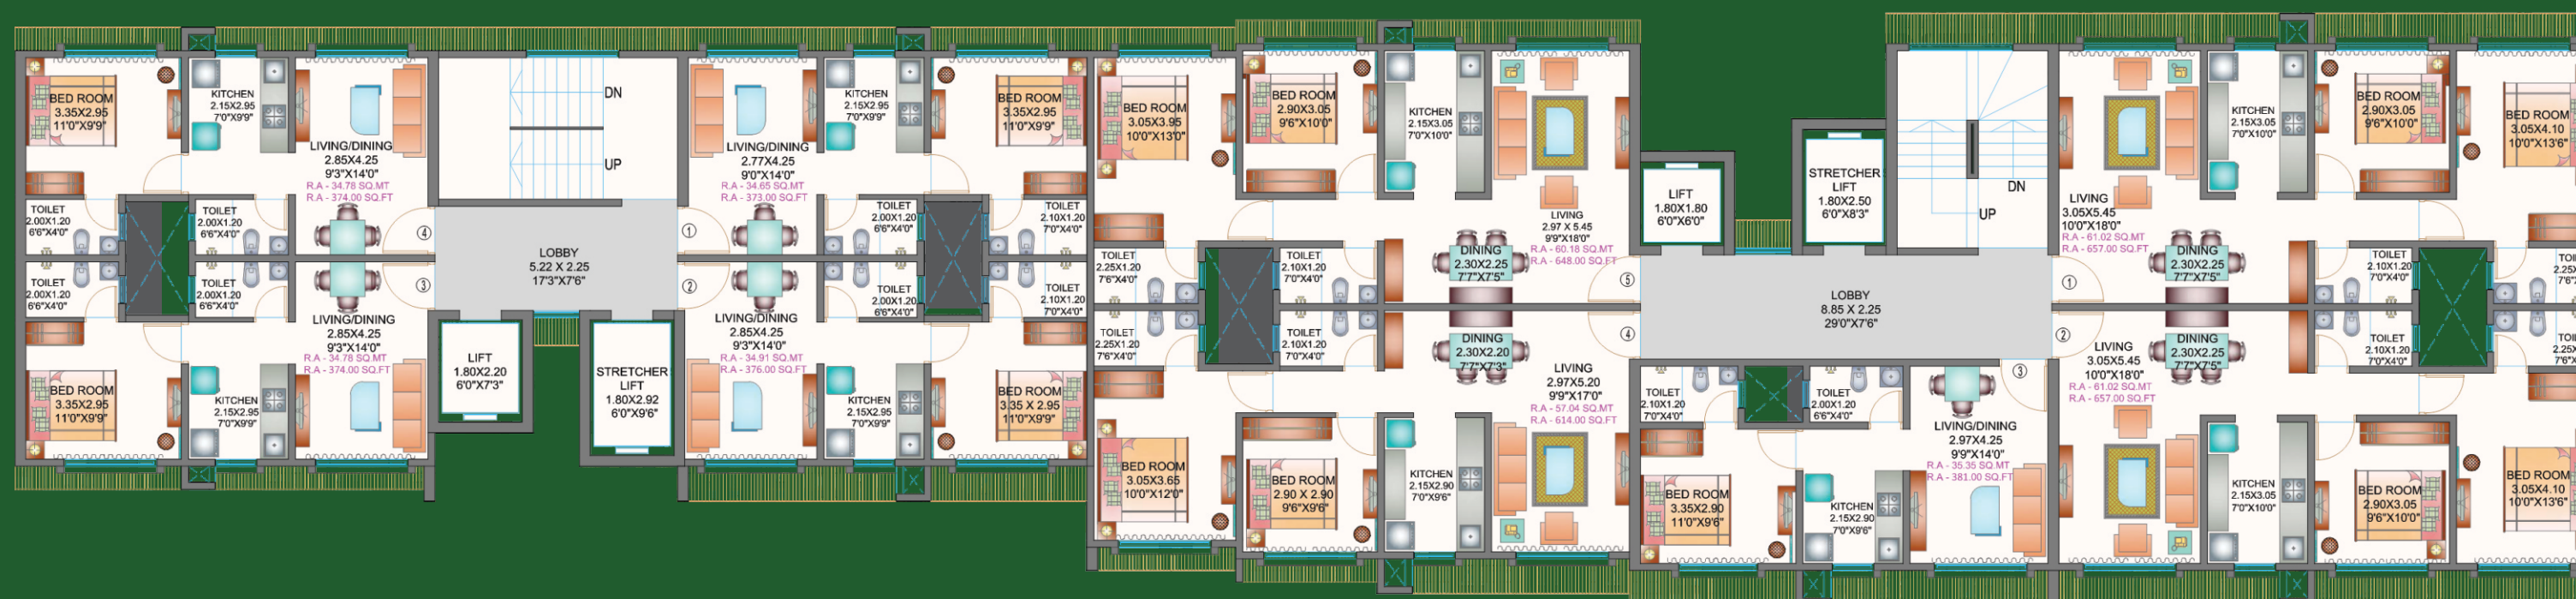 BED ROOM
3.35X2.95
11'0"X9'9"
KITCHEN
2.15X2.95
7'0"X9'9"
LIVING/DINING
2.85X4.25
9'3"X14'0"
R.A - 34.78 SQ.MT
R.A - 374.00 SQ.FT
TOILET
2.00X1.20
6'6"X4'0"
TOILET
2.00X1.20
6'6"X4'0"
④
DN
UP
LOBBY
5.22 X 2.25
17'3"X7'6"
TOILET
2.00X1.20
6'6"X4'0"
TOILET
2.00X1.20
6'6"X4'0"
③
LIVING/DINING
2.85X4.25
9'3"X14'0"
R.A - 34.78 SQ.MT
R.A - 374.00 SQ.FT
BED ROOM
3.35X2.95
11'0"X9'9"
KITCHEN
2.15X2.95
7'0"X9'9"
LIFT
1.80X2.20
6'0"X7'3"
STRETCHER
LIFT
1.80X2.92
6'0"X9'6"
LIVING/DINING
2.77X4.25
9'0"X14'0"
R.A - 34.65 SQ.MT
R.A - 373.00 SQ.FT
KITCHEN
2.15X2.95
7'0"X9'9"
BED ROOM
3.35X2.95
11'0"X9'9"
①
TOILET
2.00X1.20
6'6"X4'0"
TOILET
2.10X1.20
7'0"X4'0"
②
TOILET
2.00X1.20
6'6"X4'0"
TOILET
2.10X1.20
7'0"X4'0"
LIVING/DINING
2.85X4.25
9'3"X14'0"
R.A - 34.91 SQ.MT
R.A - 376.00 SQ.FT
KITCHEN
2.15X2.95
7'0"X9'9"
BED ROOM
3.35 X 2.95
11'0"X9'9"
BED ROOM
3.05X3.95
10'0"X13'0"
BED ROOM
2.90X3.05
9'6"X10'0"
KITCHEN
2.15X3.05
7'0"X10'0"
LIVING
2.97 X 5.45
9'9"X18'0"
R.A - 60.18 SQ.MT
R.A - 648.00 SQ.FT
DINING
2.30X2.25
7'7"X7'5"
TOILET
2.25X1.20
7'6"X4'0"
TOILET
2.10X1.20
7'0"X4'0"
⑤
TOILET
2.25X1.20
7'6"X4'0"
TOILET
2.10X1.20
7'0"X4'0"
④
DINING
2.30X2.20
7'7"X7'3"
LIVING
2.97X5.20
9'9"X17'0"
R.A - 57.04 SQ.MT
R.A - 614.00 SQ.FT
BED ROOM
3.05X3.65
10'0"X12'0"
BED ROOM
2.90 X 2.90
9'6"X9'6"
KITCHEN
2.15X2.90
7'0"X9'6"
LIFT
1.80X1.80
6'0"X6'0"
STRETCHER
LIFT
1.80X2.50
6'0"X8'3"
DN
UP
LOBBY
8.85 X 2.25
29'0"X7'6"
TOILET
2.10X1.20
7'0"X4'0"
TOILET
2.00X1.20
6'6"X4'0"
③
LIVING/DINING
2.97X4.25
9'9"X14'0"
R.A - 35.35 SQ.MT
R.A - 381.00 SQ.FT
BED ROOM
3.35X2.90
11'0"X9'6"
KITCHEN
2.15X2.90
7'0"X9'6"
LIVING
3.05X5.45
10'0"X18'0"
R.A - 61.02 SQ.MT
R.A - 657.00 SQ.FT
KITCHEN
2.15X3.05
7'0"X10'0"
BED ROOM
2.90X3.05
9'6"X10'0"
BED ROOM
3.05X4.10
10'0"X13'6"
DINING
2.30X2.25
7'7"X7'5"
①
TOILET
2.10X1.20
7'0"X4'0"
②
TOILET
2.10X1.20
7'0"X4'0"
DINING
2.30X2.25
7'7"X7'5"
LIVING
3.05X5.45
10'0"X18'0"
R.A - 61.02 SQ.MT
R.A - 657.00 SQ.FT
KITCHEN
2.15X3.05
7'0"X10'0"
BED ROOM
2.90X3.05
9'6"X10'0"
BED ROOM
3.05X4.10
10'0"X13'6"